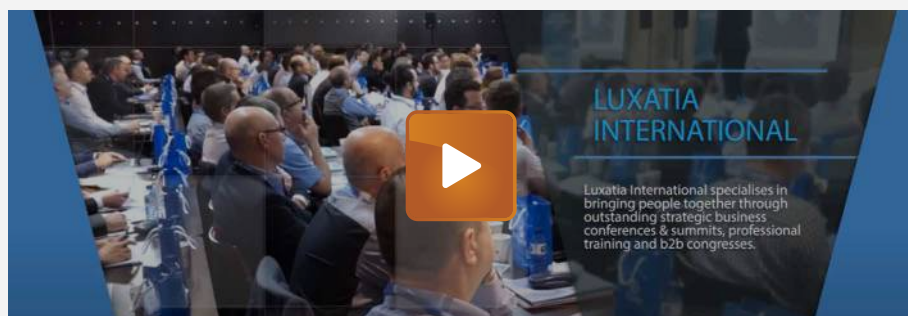 LUXATIA
INTERNATIONAL
Luxatia International specialises in
bringing people together through
outstanding strategic business
conferences & summits, professional
training and b2b congresses.